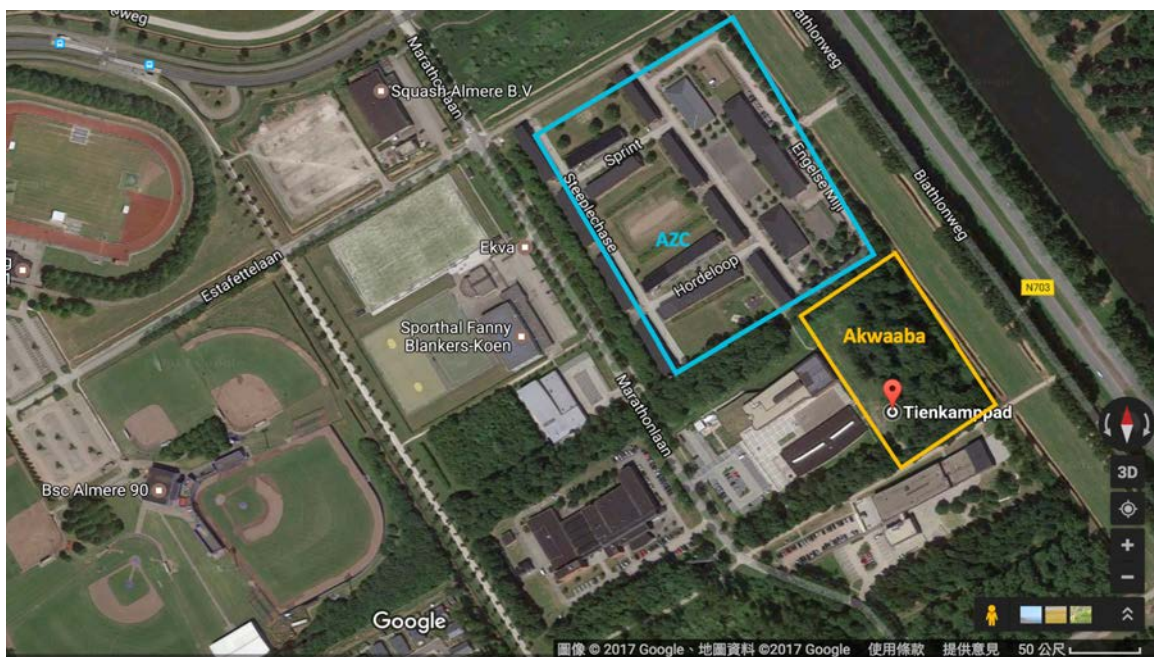 Biathlonweg
Squash Almere B.V
Marathonlaan
Sprint
Engelse Mijl
Steeplechase
AZC
Biathlonweg
Ekva
Hordeloop
Estafettelaan
N703
Sporthal Fanny
Blankers-Koen
Akwaaba
Tienkamppad
Marathonlaan
3D
Bsc Almere 90
Google
圖像 © 2017 Google、地圖資料 ©2017 Google 使用條款 提供意見 50 公尺